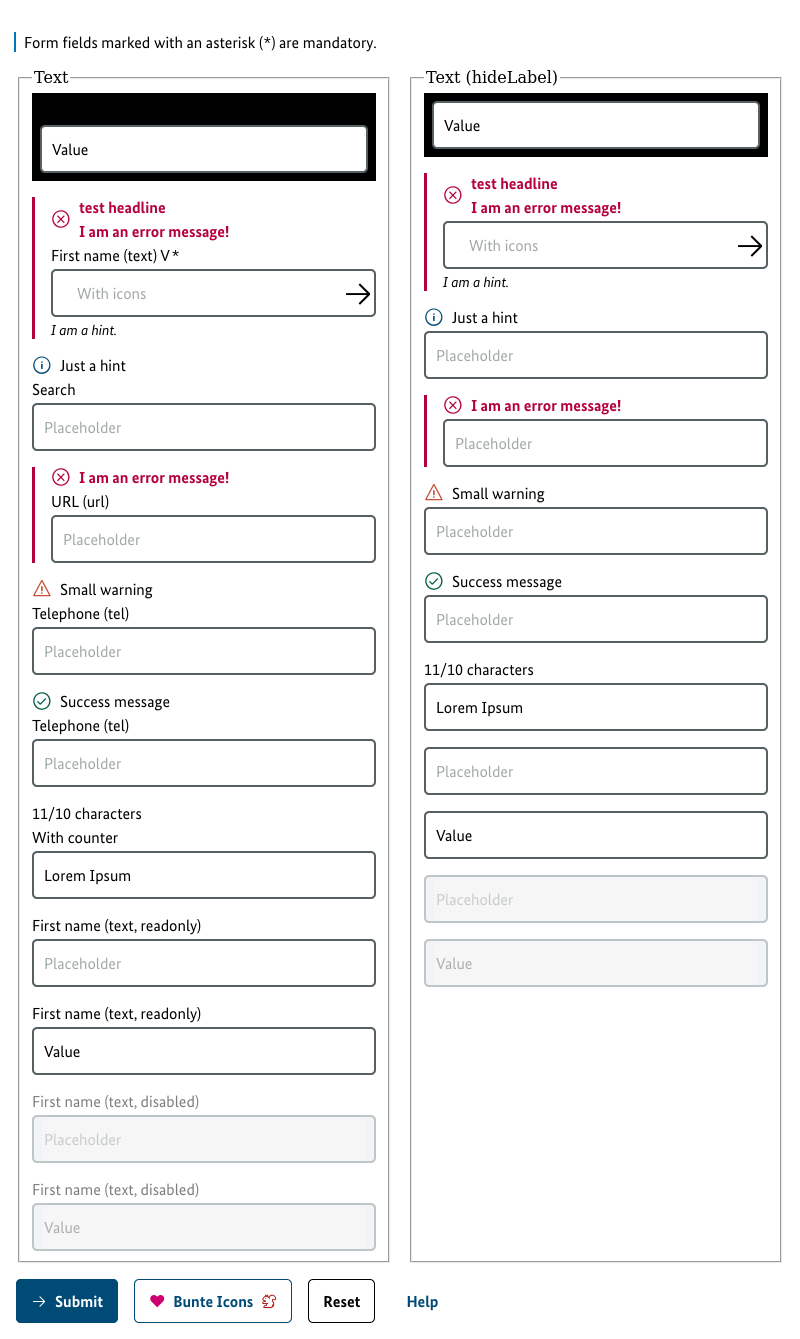 Form fields marked with an asterisk (*) are mandatory.
Text
Value
test headline
I am an error message!
First name (text) V *
With icons
I am a hint.
Just a hint
Search
Placeholder
I am an error message!
URL (url)
Placeholder
Small warning
Telephone (tel)
Placeholder
Success message
Telephone (tel)
Placeholder
11/10 characters
With counter
Lorem Ipsum
First name (text, readonly)
Placeholder
First name (text, readonly)
Value
First name (text, disabled)
Placeholder
First name (text, disabled)
Value
Text (hideLabel)
Value
test headline
I am an error message!
With icons
I am a hint.
Just a hint
Placeholder
I am an error message!
Placeholder
Small warning
Placeholder
Success message
Placeholder
11/10 characters
Lorem Ipsum
Placeholder
Value
Placeholder
Value
Submit
Bunte Icons
Reset
Help